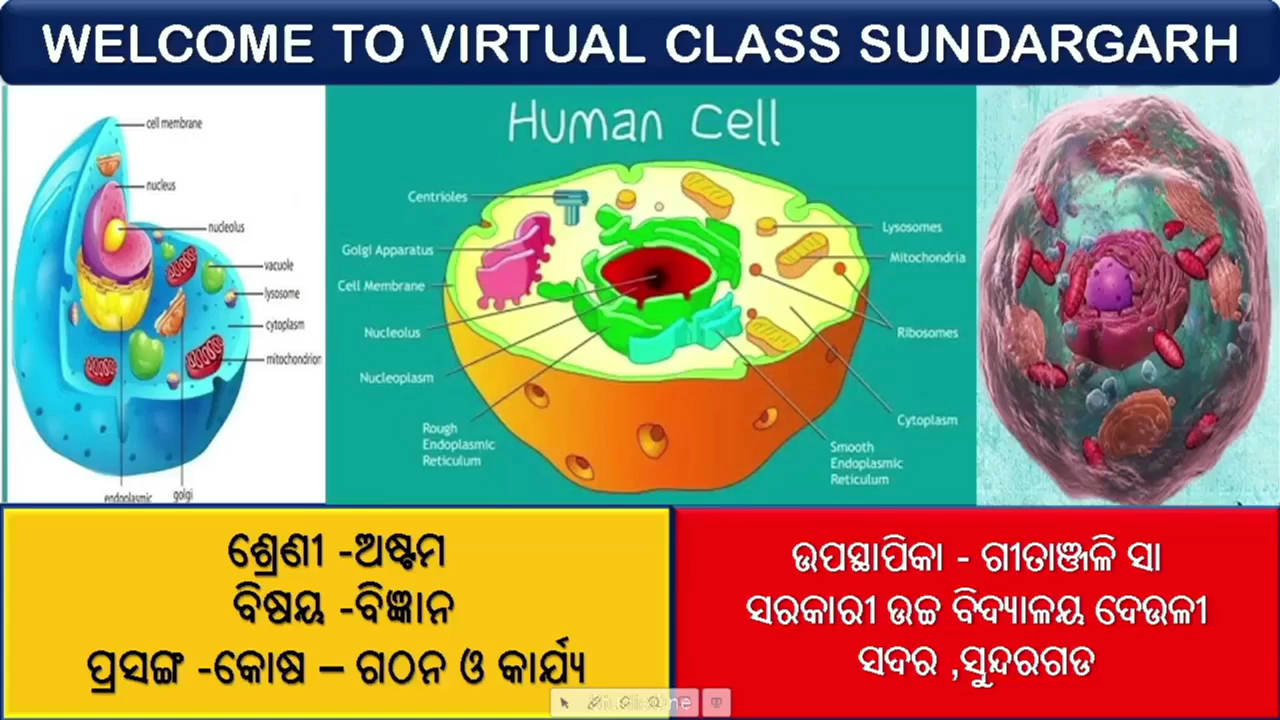 WELCOME TO VIRTUAL CLASS SUNDARGARH
cell membrane
nucleus
nucleolus
vacuole
lysosome
cytoplasm
mitochondrion
endoplasmic
golgi
Human Cell
Centrioles
Golgi Apparatus
Cell Membrane
Nucleolus
Nucleoplasm
Rough
Endoplasmic
Reticulum
Lysosomes
Mitochondria
Ribosomes
Cytoplasm
Smooth
Endoplasmic
Reticulum
ଶ୍ରେଣୀ -ଅଷ୍ଟମ
ବିଷୟ -ବିଜ୍ଞାନ
ପ୍ରସଙ୍ଗ -କୋଷ – ଗଠନ ଓ କାର୍ଯ୍ୟ
ଉପସ୍ଥାପିକା - ଗୀତାଞ୍ଜଳି ସା
ସରକାରୀ ଉଚ୍ଚ ବିଦ୍ୟାଳୟ ଦେଉଳୀ
ସଦର ,ସୁନ୍ଦରଗଡ